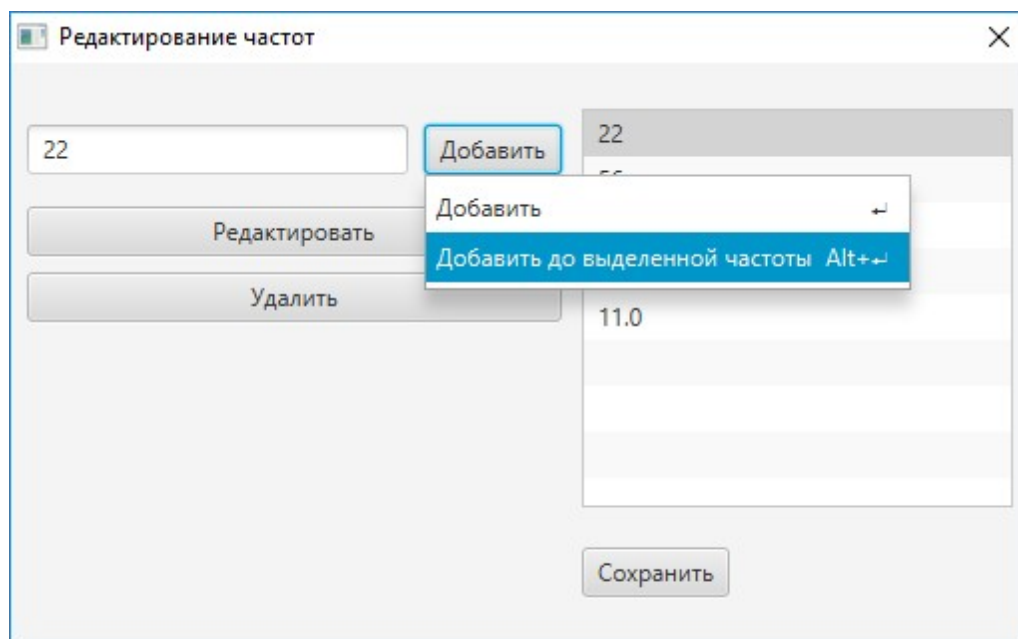 Редактирование частот
22
Добавить
22
Добавить ↵
Добавить до выделенной частоты Alt+↵
Редактировать
Удалить
11.0
Сохранить